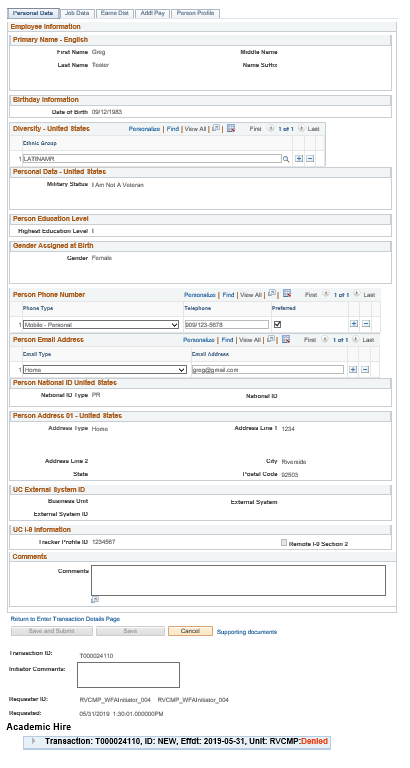 Personal Data Job Data Earns Dist Addl Pay Person Profile
Employee Information
Primary Name - English
First Name Greg Middle Name
Last Name Tester Name Suffix
Birthday Information
Date of Birth 09/12/1983
Diversity - United States Personalize | Find | View All | First 1 of 1 Last
Ethnic Group
1 LATINAMR
Personal Data - United States
Military Status I Am Not A Veteran
Person Education Level
Highest Education Level I
Gender Assigned at Birth
Gender Female
Person Phone Number Personalize | Find | View All | First 1 of 1 Last
Phone Type Telephone Preferred
1 Mobile - Personal 909/123-5678
Person Email Address Personalize | Find | View All | First 1 of 1 Last
Email Type Email Address
1 Home greg@gmail.com
Person National ID United States
National ID Type PR National ID
Person Address 01 - United States
Address Type Home Address Line 1 1234
Address Line 2 City Riverside
State Postal Code 92503
UC External System ID
Business Unit External System
External System ID
UC I-9 Information
Tracker Profile ID 1234567 Remote I-9 Section 2
Comments
Comments
Return to Enter Transaction Details Page
Save and Submit Save Cancel Supporting documents
Transaction ID: T000024110
Initiator Comments:
Requester ID: RVCMP_WFAInitiator_004 RVCMP_WFAInitiator_004
Requested: 05/31/2019 1:30:01.000000PM
Academic Hire
Transaction: T000024110, ID: NEW, Effdt: 2019-05-31, Unit: RVCMP:Denied